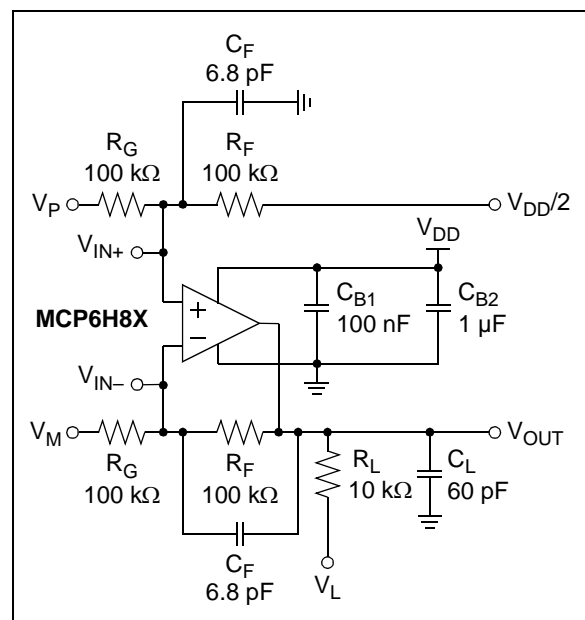 C_F
6.8 pF
R_G
100 kΩ
R_F
100 kΩ
V_P
V_DD/2
V_IN+
V_DD
MCP6H8X
+
−
C_B1
100 nF
C_B2
1 µF
V_IN–
V_M
V_OUT
R_G
100 kΩ
R_F
100 kΩ
R_L
10 kΩ
C_L
60 pF
C_F
6.8 pF
V_L